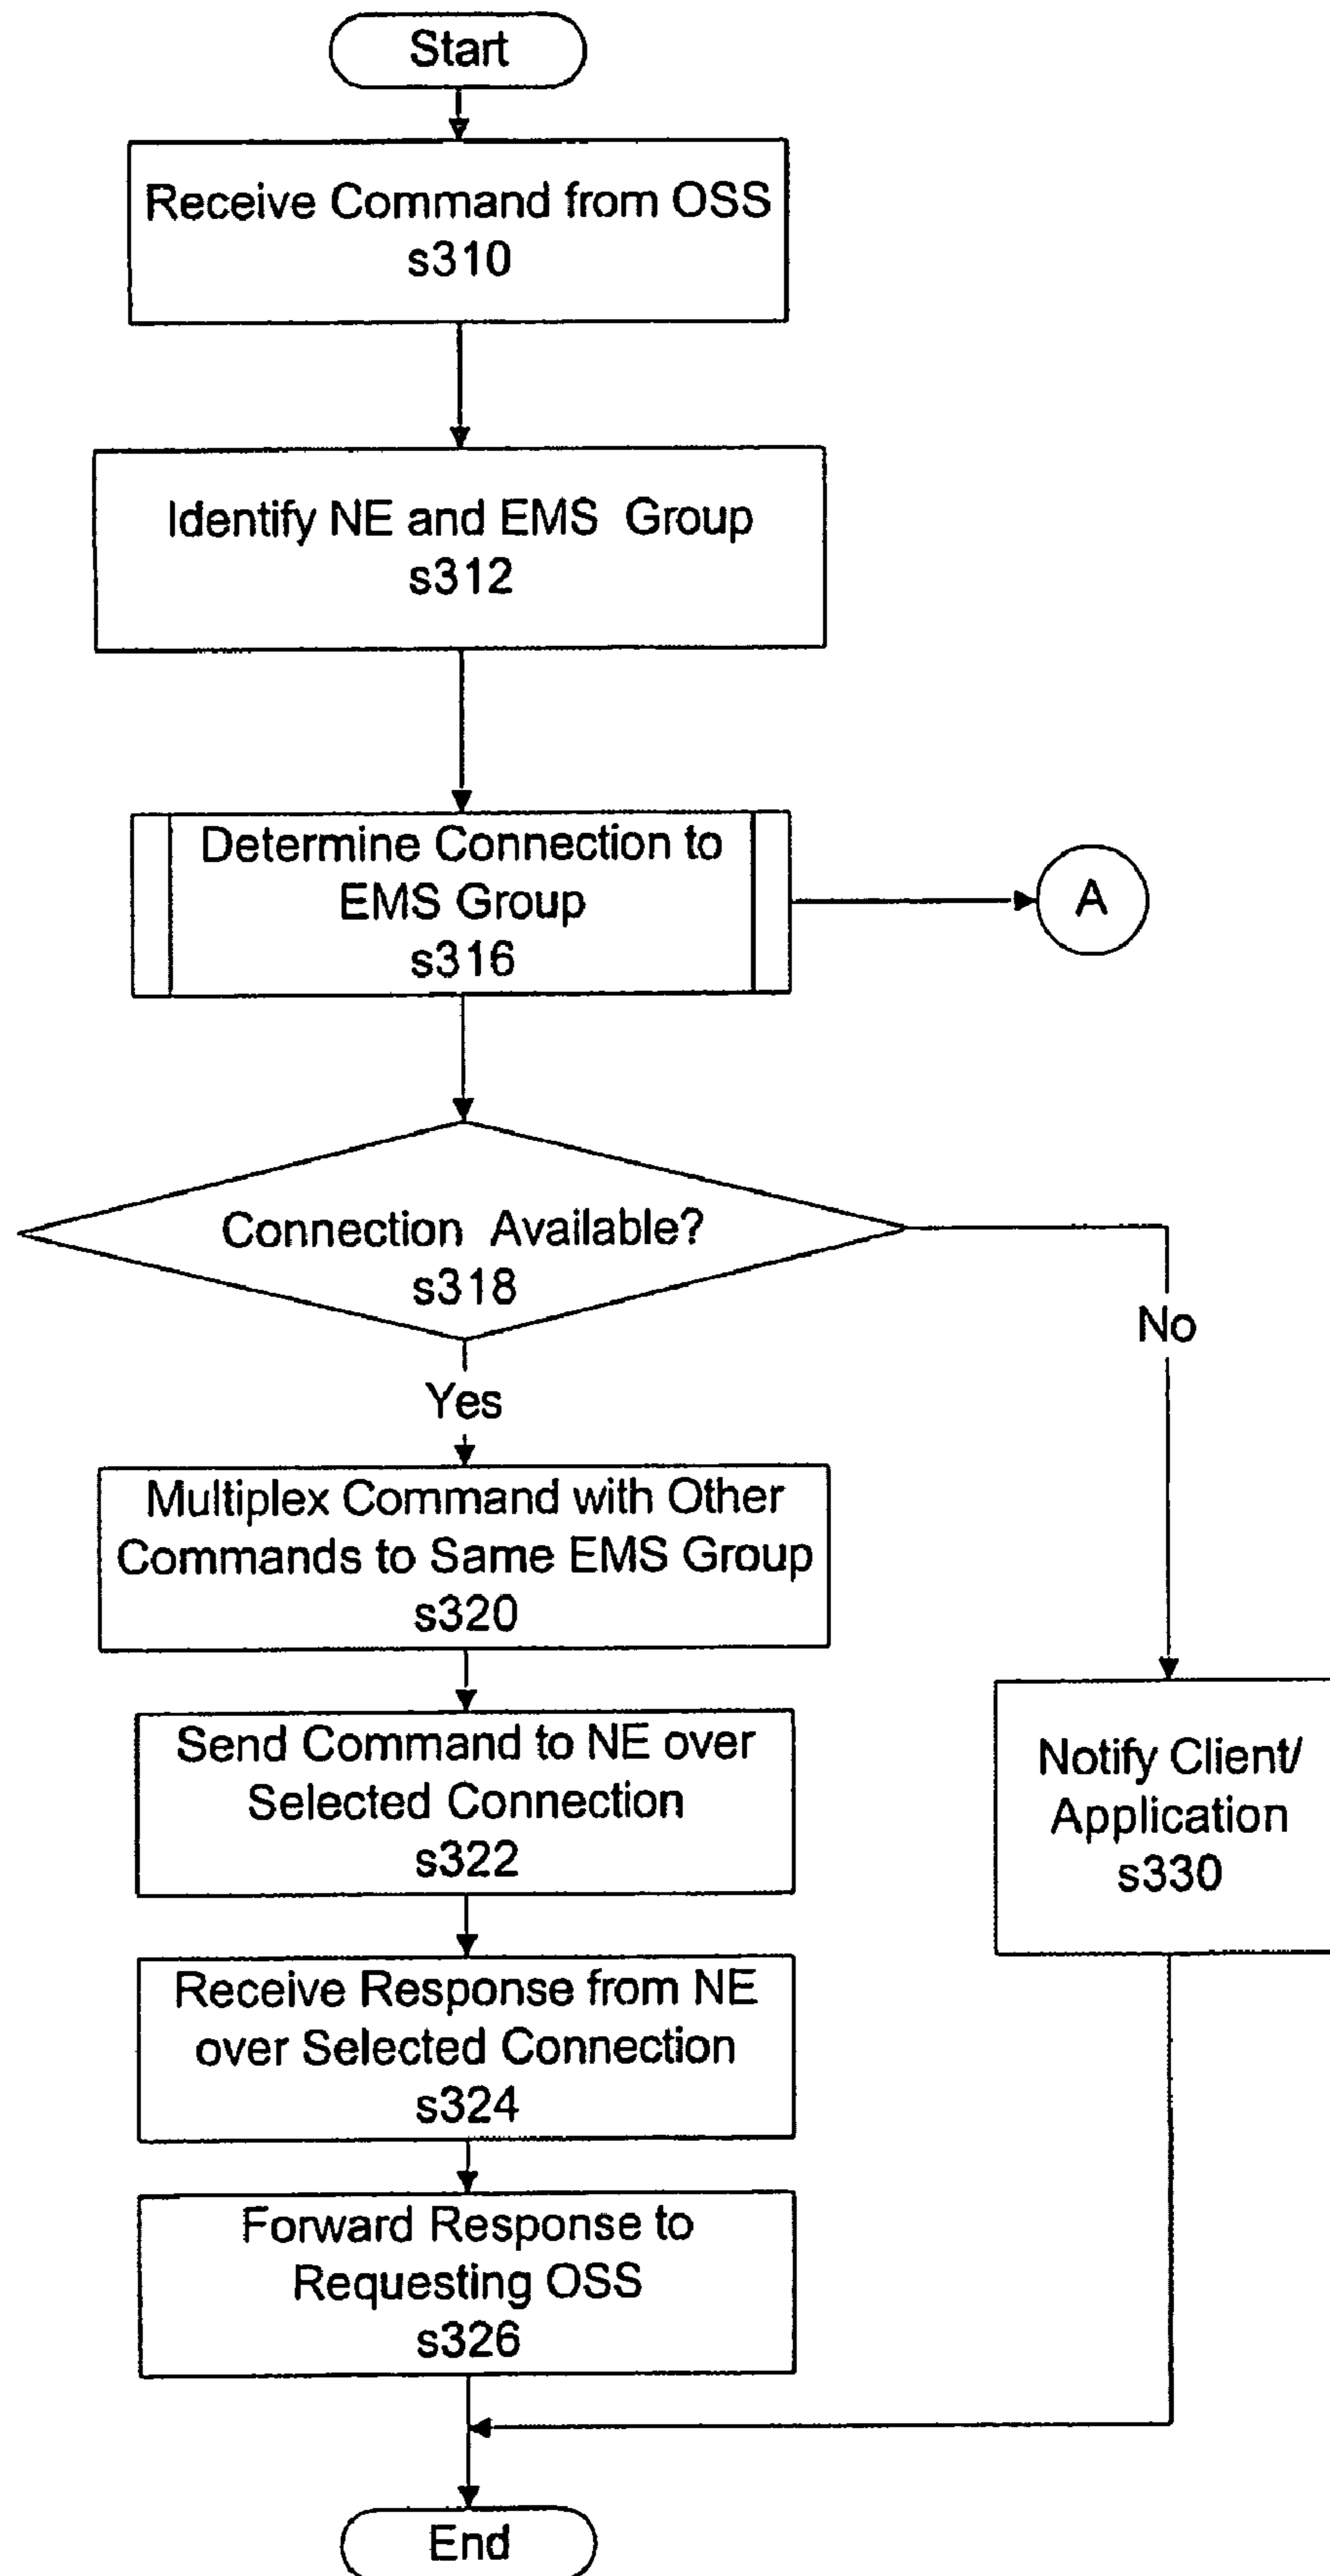 Start
Receive Command from OSS
s310
Identify NE and EMS Group
s312
Determine Connection to
EMS Group
s316
A
Connection Available?
s318
No
Yes
Multiplex Command with Other
Commands to Same EMS Group
s320
Send Command to NE over
Selected Connection
s322
Notify Client/
Application
s330
Receive Response from NE
over Selected Connection
s324
Forward Response to
Requesting OSS
s326
End